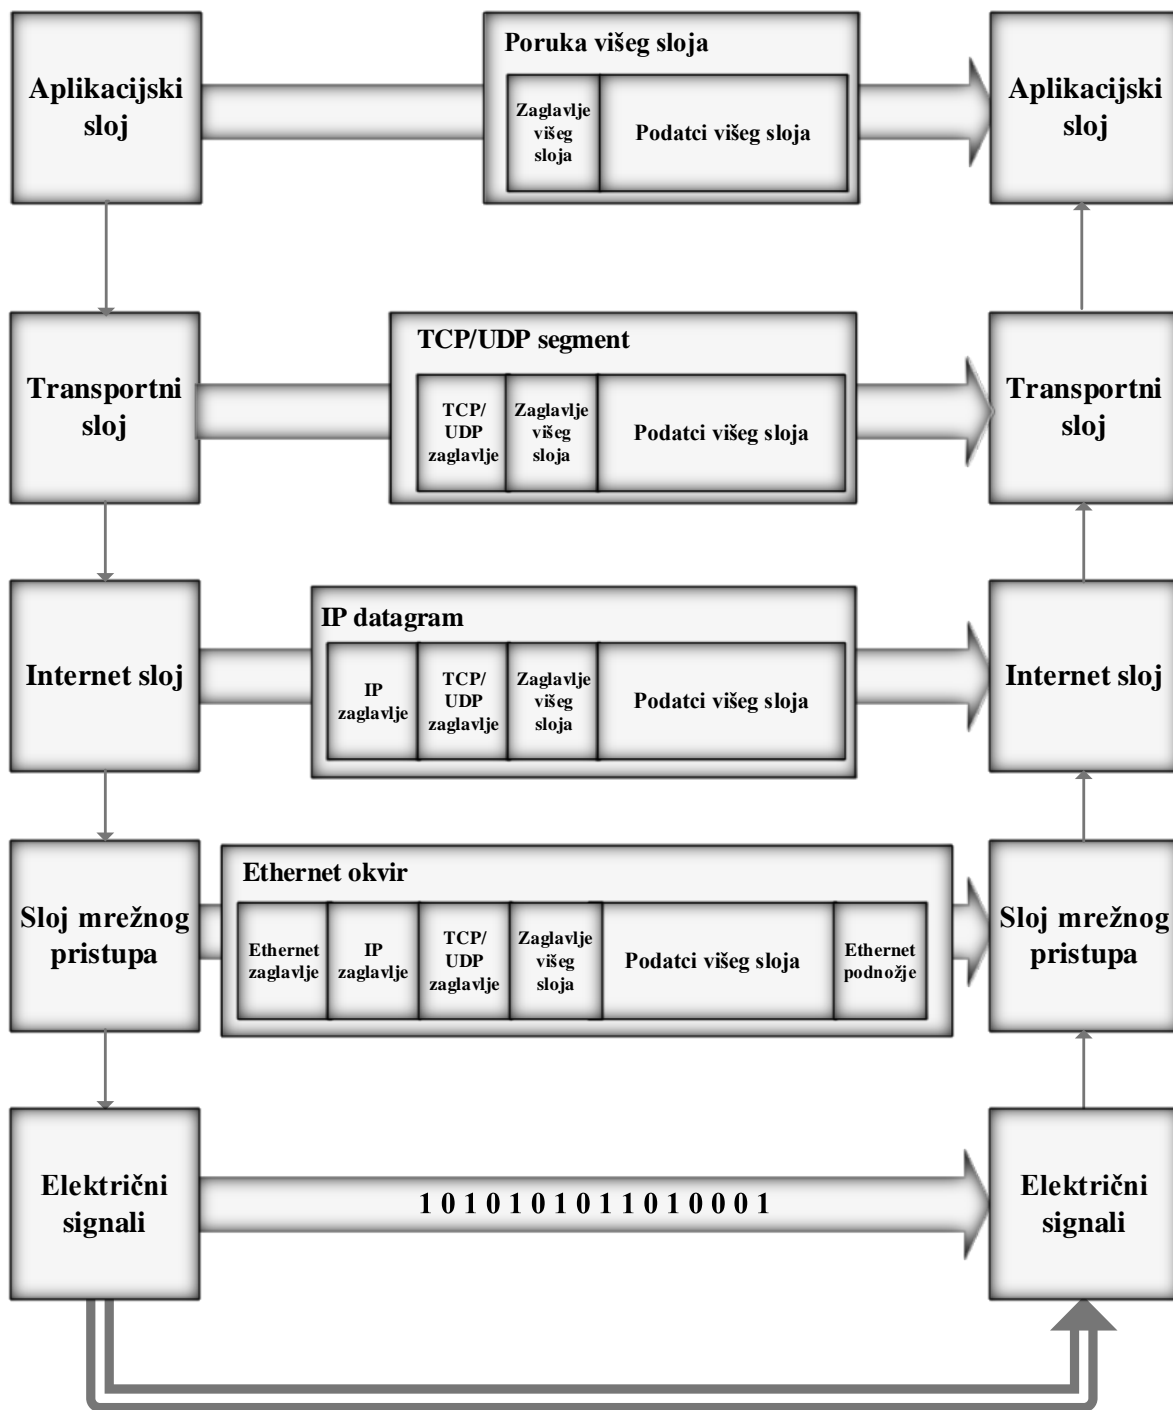 Aplikacijski
sloj
Poruka višeg sloja
Zaglavlje
višeg
sloja
Podatci višeg sloja
Aplikacijski
sloj
Transportni
sloj
TCP/UDP segment
TCP/
UDP
zaglavlje
Zaglavlje
višeg
sloja
Podatci višeg sloja
Transportni
sloj
Internet sloj
IP datagram
IP
zaglavlje
TCP/
UDP
zaglavlje
Zaglavlje
višeg
sloja
Podatci višeg sloja
Internet sloj
Sloj mrežnog
pristupa
Ethernet okvir
Ethernet
zaglavlje
IP
zaglavlje
TCP/
UDP
zaglavlje
Zaglavlje
višeg
sloja
Podatci višeg sloja
Ethernet
podnožje
Sloj mrežnog
pristupa
Električni
signali
1 0 1 0 1 0 1 0 1 1 0 1 0 0 0 1
Električni
signali